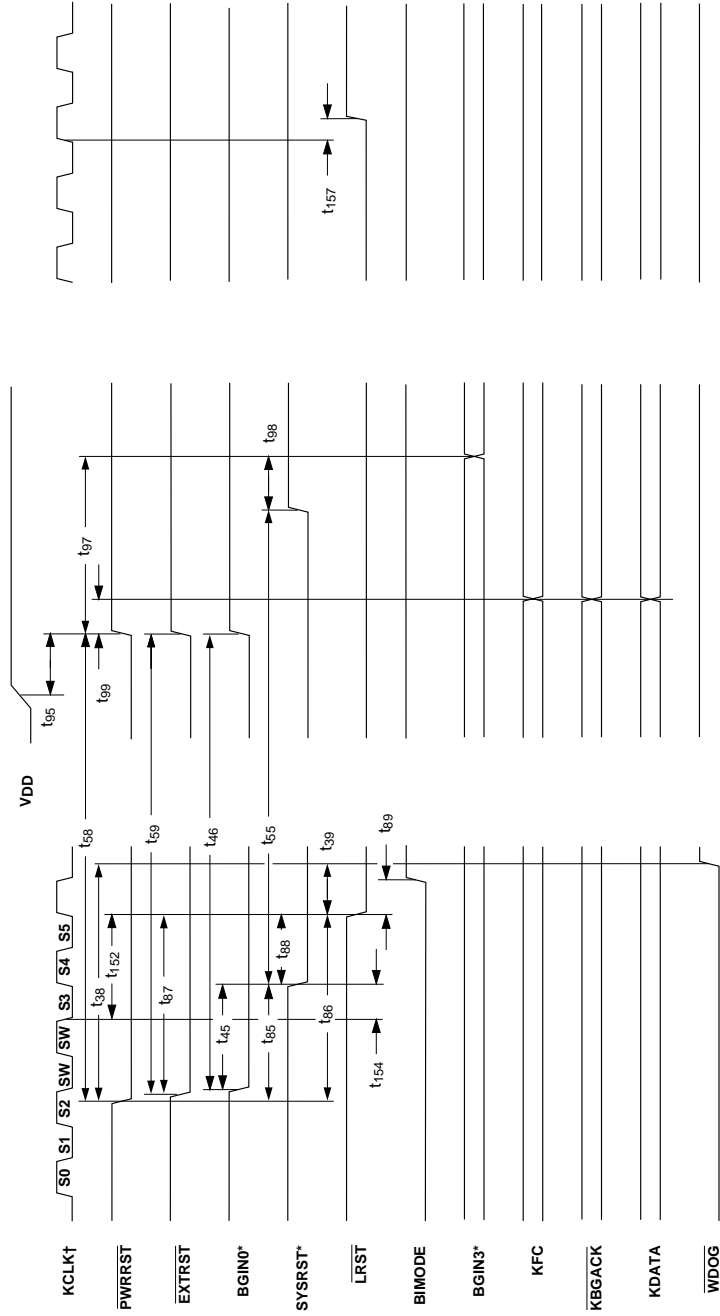 VDD
KCLK†
S0 S1 S2 SW SW S3 S4 S5
PWRRST
EXTRST
BGIN0*
SYSRST*
LRST
BIMODE
BGIN3*
KFC
KBGACK
KDATA
WDOG
t95
t58
t97
t99
t38
t152
t59
t87
t46
t45
t55
t98
t85
t88
t86
t39
t157
t154
t89